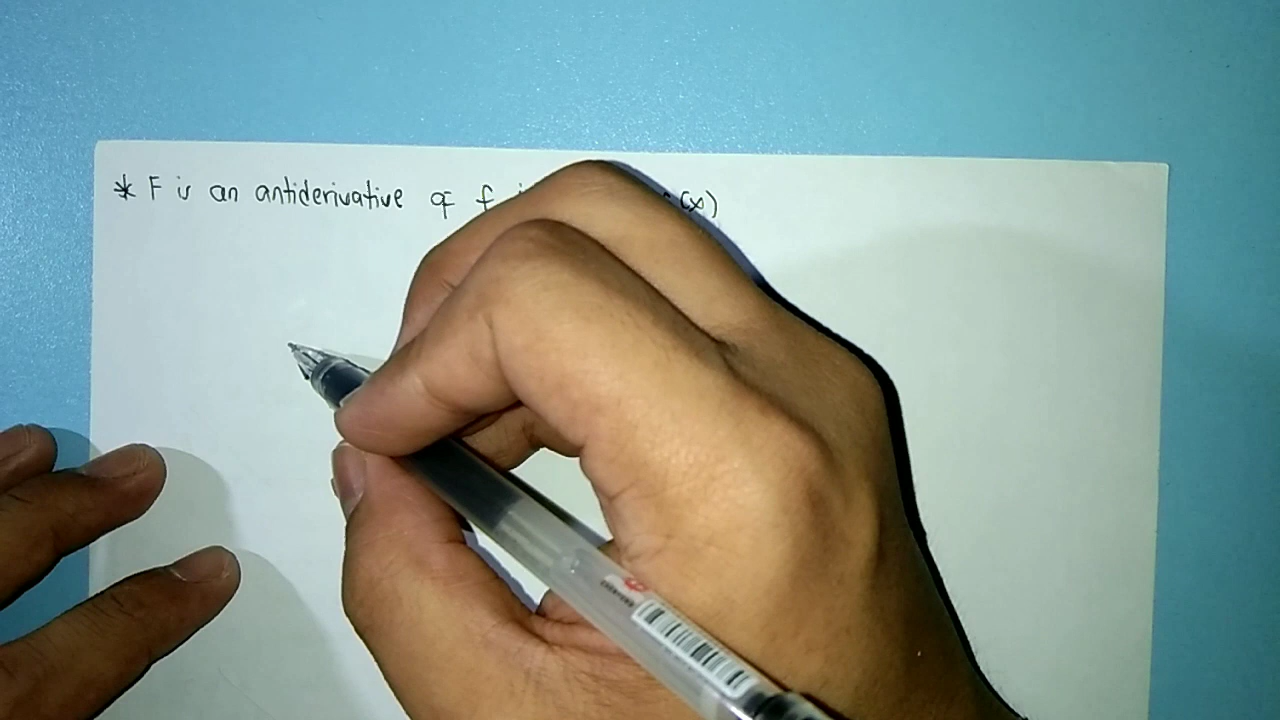 * F is an antiderivative of f (x)